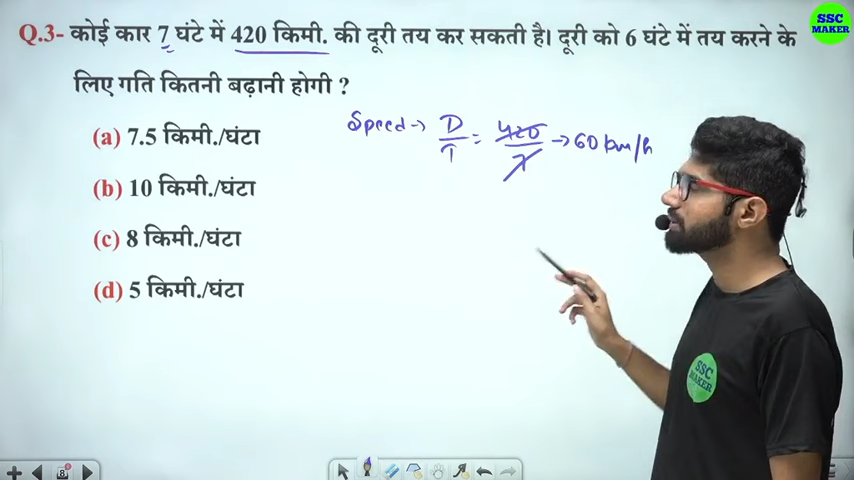 Q.3- कोई कार 7 घंटे में 420 किमी. की दूरी तय कर सकती है। दूरी को 6 घंटे में तय करने के
लिए गति कितनी बढ़ानी होगी ?
(a) 7.5 किमी./घंटा
(b) 10 किमी./घंटा
(c) 8 किमी./घंटा
(d) 5 किमी./घंटा
Speed → D/T = 420/7 → 60 km/h
SSC
MAKER
SSC
MAKER
8